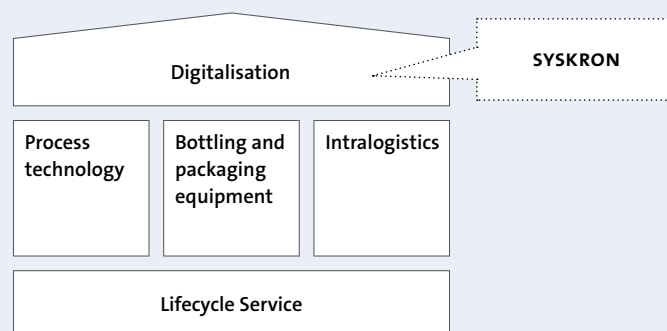 Digitalisation
SYSKRON
Process
technology
Bottling and
packaging
equipment
Intralogistics
Lifecycle Service